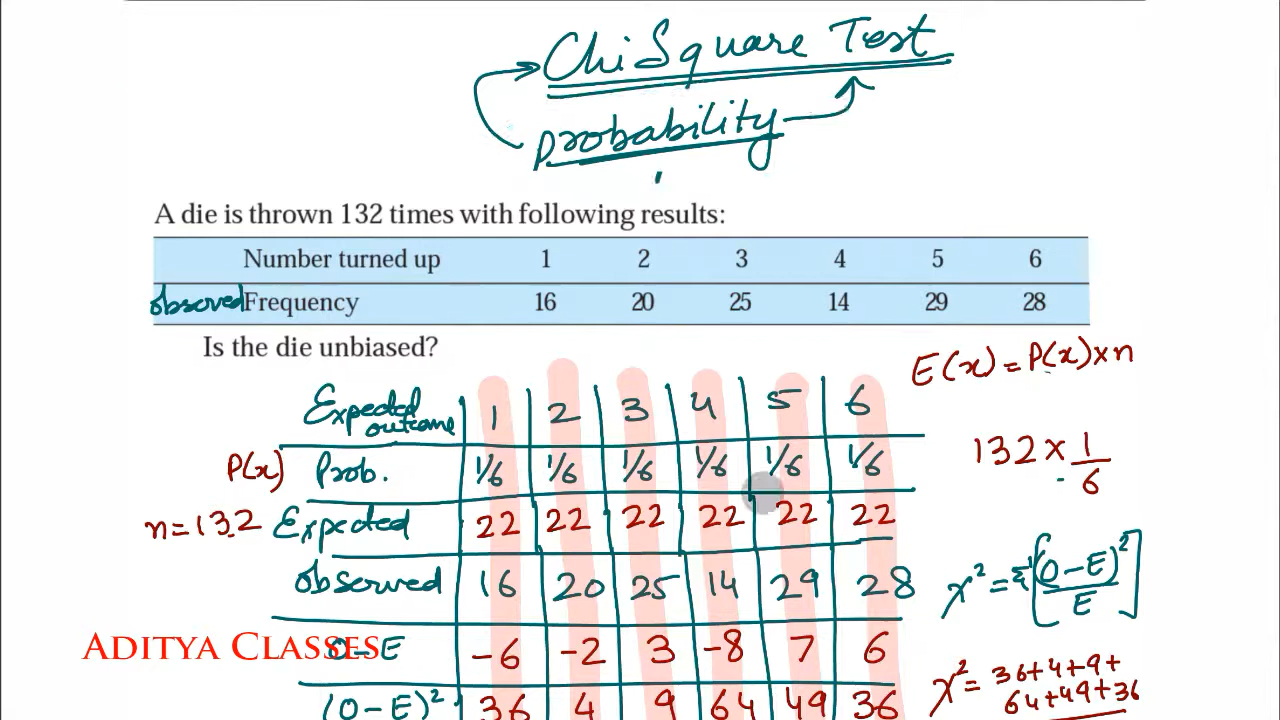 Chi Square Test
probability
A die is thrown 132 times with following results:
Number turned up 1 2 3 4 5 6
observed Frequency 16 20 25 14 29 28
Is the die unbiased?
E(x) = P(x) × n
Expected outcome 1 2 3 4 5 6
P(x) Prob. 1/6 1/6 1/6 1/6 1/6 1/6
132 × 1/6
n = 132 Expected 22 22 22 22 22 22
observed 16 20 25 14 29 28
χ² = Σ[(O-E)²/E]
ADITYA CLASSES
O-E -6 -2 3 -8 7 6
(O-E)² 36 4 9 64 49 36
χ² = 36+4+9+
64+49+36